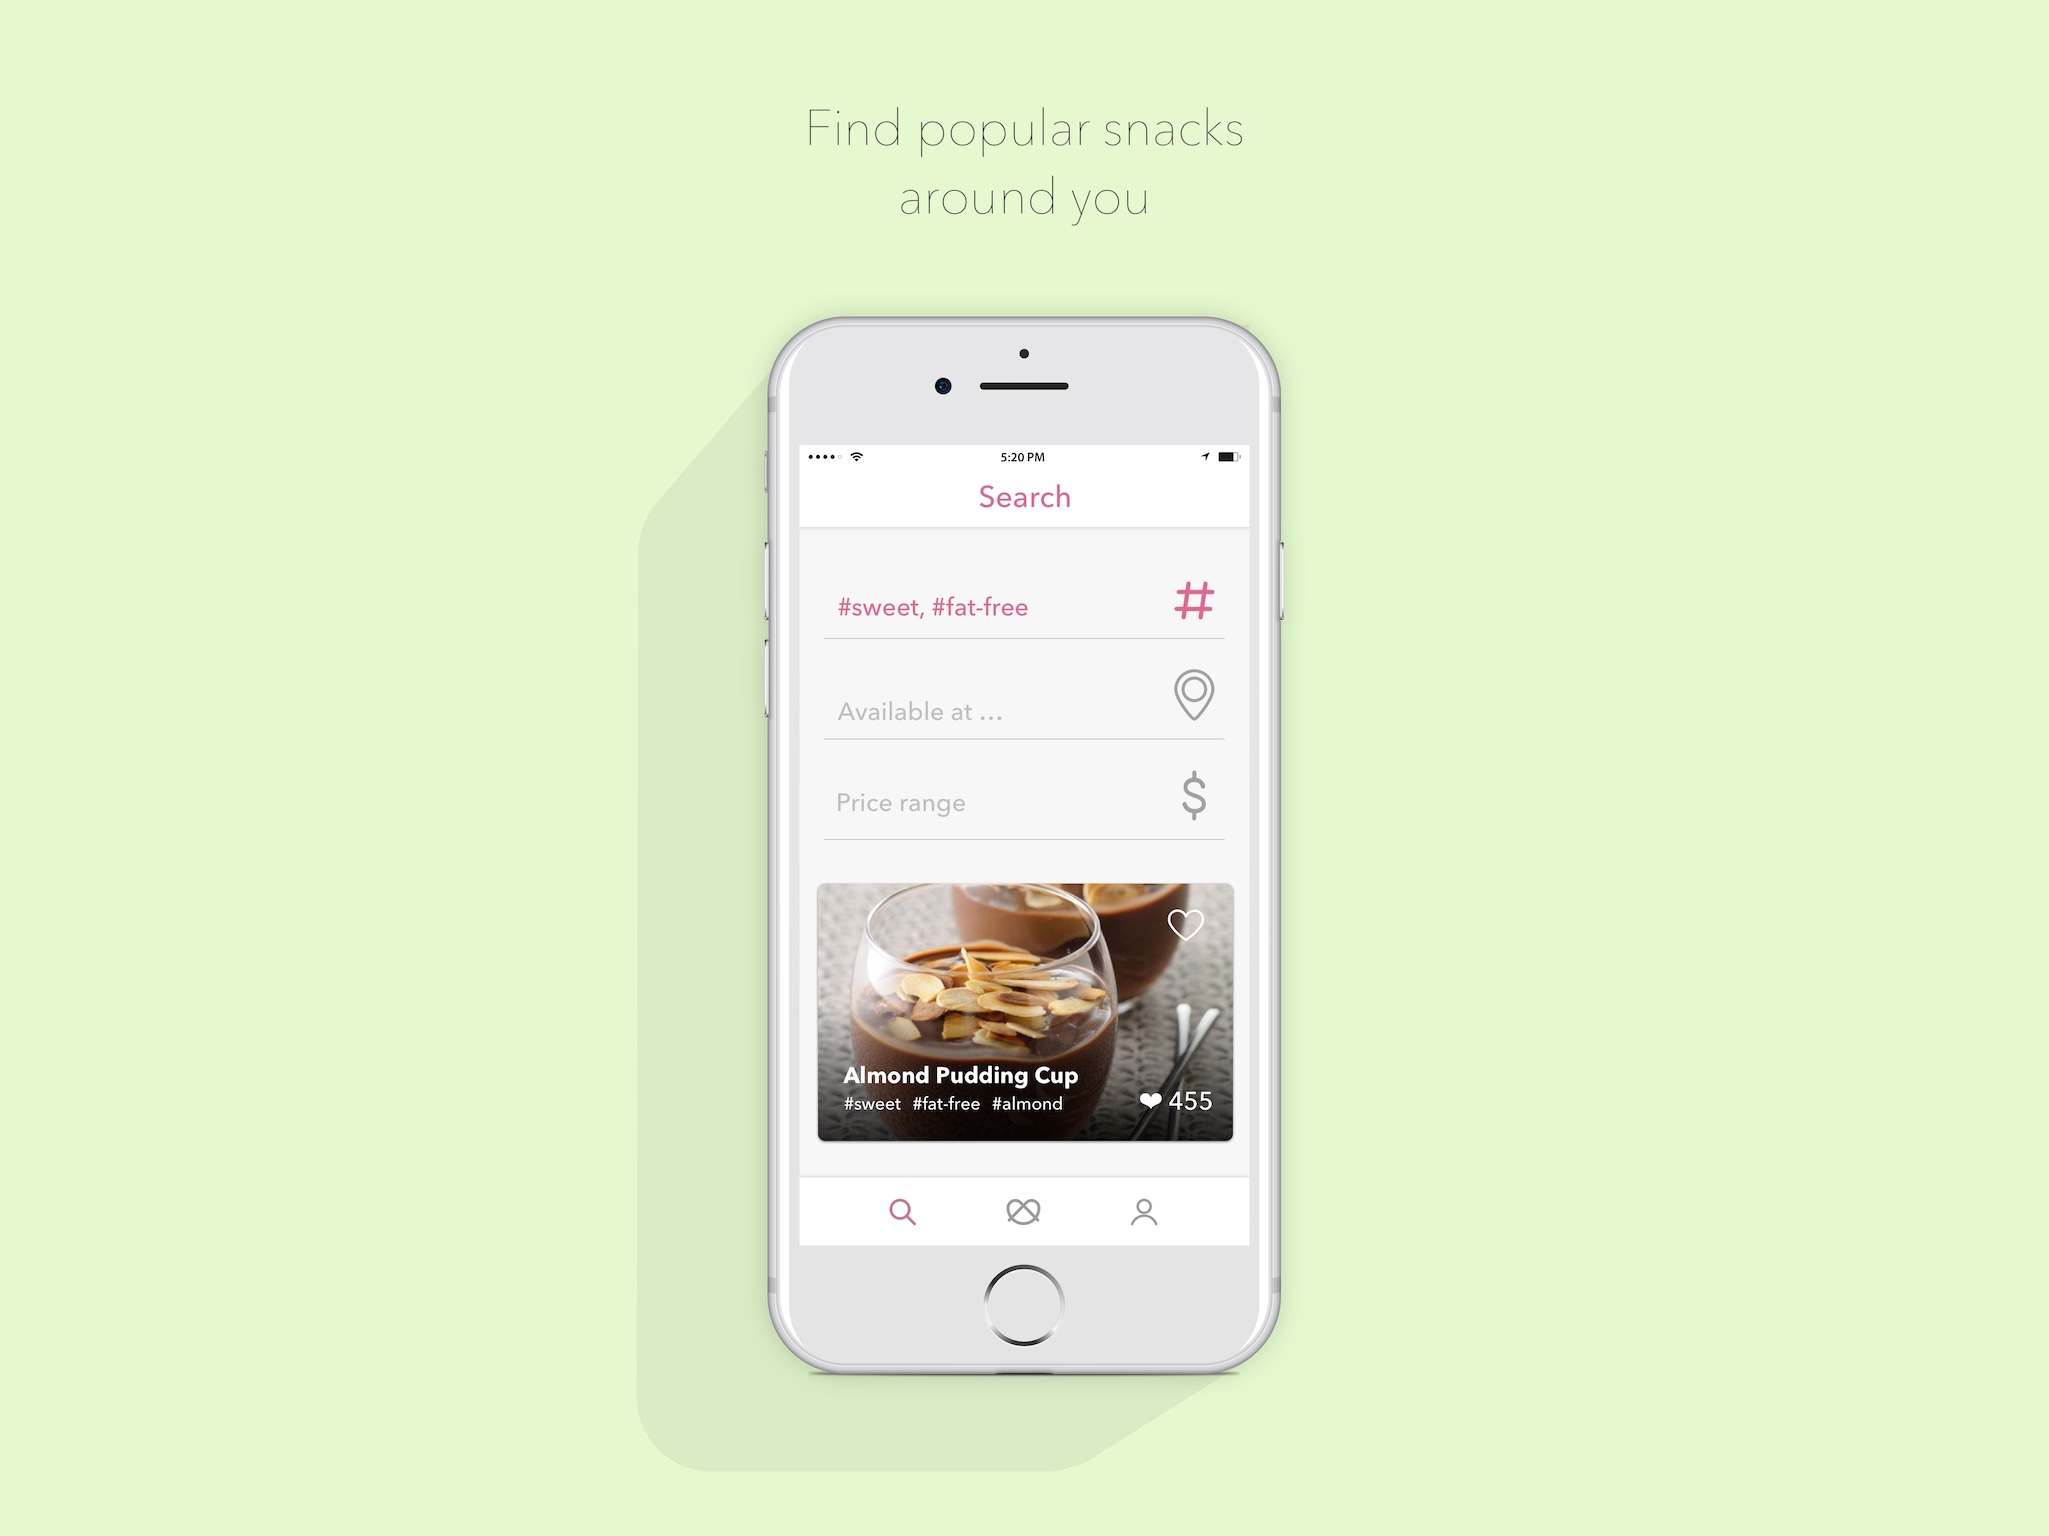 Find popular snacks
around you
5:20 PM
Search
#sweet, #fat-free
#
Available at ...
Price range
$
Almond Pudding Cup
#sweet #fat-free #almond
455